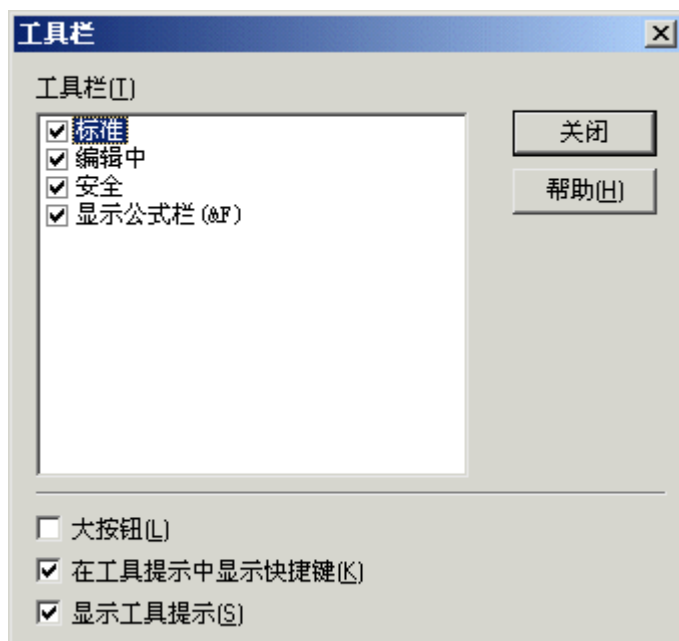 工具栏
工具栏(T)
标准
编辑中
安全
显示公式栏(&F)
关闭
帮助(H)
大按钮(L)
在工具提示中显示快捷键(K)
显示工具提示(S)